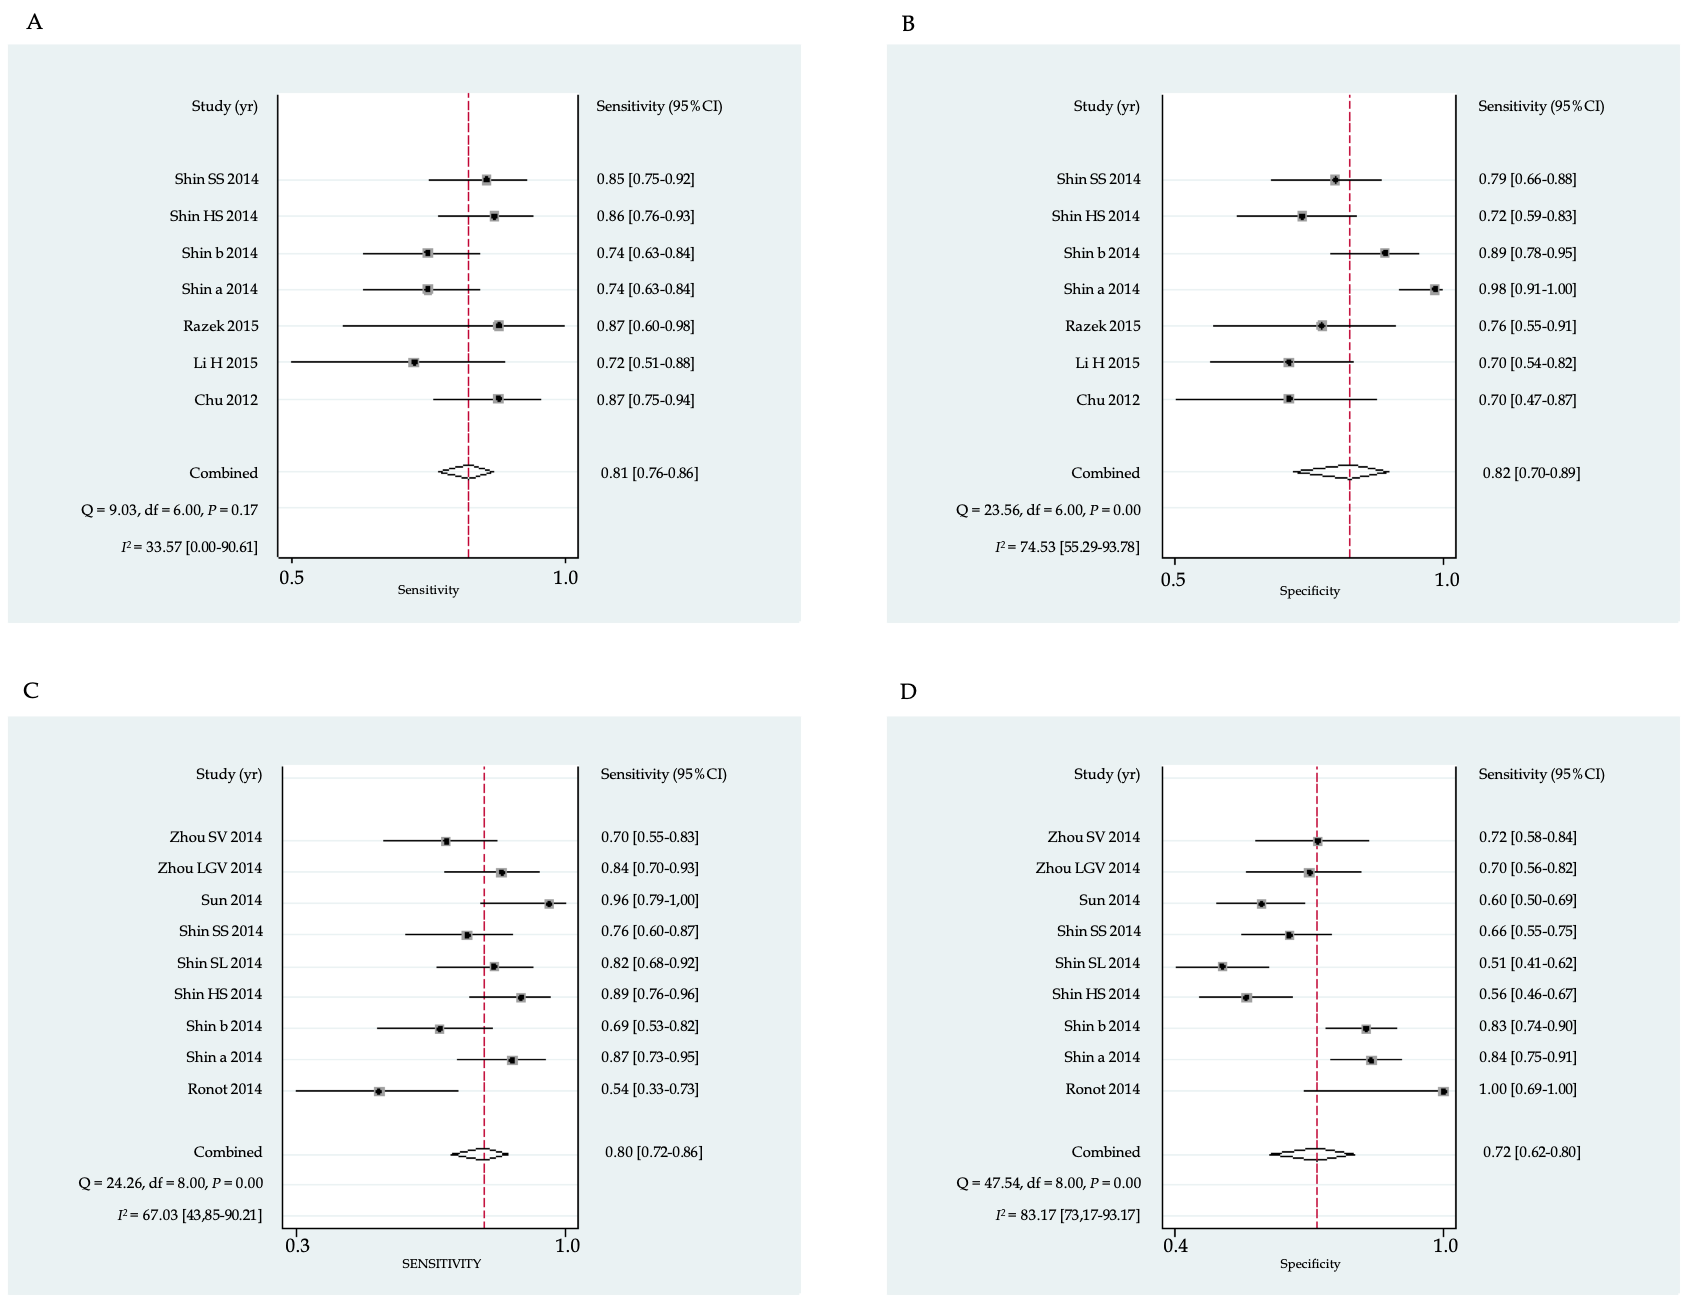 A
Study (yr) Sensitivity (95%CI)
Shin SS 2014 0.85 [0.75-0.92]
Shin HS 2014 0.86 [0.76-0.93]
Shin b 2014 0.74 [0.63-0.84]
Shin a 2014 0.74 [0.63-0.84]
Razek 2015 0.87 [0.60-0.98]
Li H 2015 0.72 [0.51-0.88]
Chu 2012 0.87 [0.75-0.94]
Combined 0.81 [0.76-0.86]
Q = 9.03, df = 6.00, P = 0.17
I² = 33.57 [0.00-90.61]
0.5 1.0
Sensitivity
B
Study (yr) Sensitivity (95%CI)
Shin SS 2014 0.79 [0.66-0.88]
Shin HS 2014 0.72 [0.59-0.83]
Shin b 2014 0.89 [0.78-0.95]
Shin a 2014 0.98 [0.91-1.00]
Razek 2015 0.76 [0.55-0.91]
Li H 2015 0.70 [0.54-0.82]
Chu 2012 0.70 [0.47-0.87]
Combined 0.82 [0.70-0.89]
Q = 23.56, df = 6.00, P = 0.00
I² = 74.53 [55.29-93.78]
0.5 1.0
Specificity
C
Study (yr) Sensitivity (95%CI)
Zhou SV 2014 0.70 [0.55-0.83]
Zhou LGV 2014 0.84 [0.70-0.93]
Sun 2014 0.96 [0.79-1,00]
Shin SS 2014 0.76 [0.60-0.87]
Shin SL 2014 0.82 [0.68-0.92]
Shin HS 2014 0.89 [0.76-0.96]
Shin b 2014 0.69 [0.53-0.82]
Shin a 2014 0.87 [0.73-0.95]
Ronot 2014 0.54 [0.33-0.73]
Combined 0.80 [0.72-0.86]
Q = 24.26, df = 8.00, P = 0.00
I² = 67.03 [43,85-90.21]
0.3 1.0
SENSITIVITY
D
Study (yr) Sensitivity (95%CI)
Zhou SV 2014 0.72 [0.58-0.84]
Zhou LGV 2014 0.70 [0.56-0.82]
Sun 2014 0.60 [0.50-0.69]
Shin SS 2014 0.66 [0.55-0.75]
Shin SL 2014 0.51 [0.41-0.62]
Shin HS 2014 0.56 [0.46-0.67]
Shin b 2014 0.83 [0.74-0.90]
Shin a 2014 0.84 [0.75-0.91]
Ronot 2014 1.00 [0.69-1.00]
Combined 0.72 [0.62-0.80]
Q = 47.54, df = 8.00, P = 0.00
I² = 83.17 [73,17-93.17]
0.4 1.0
Specificity